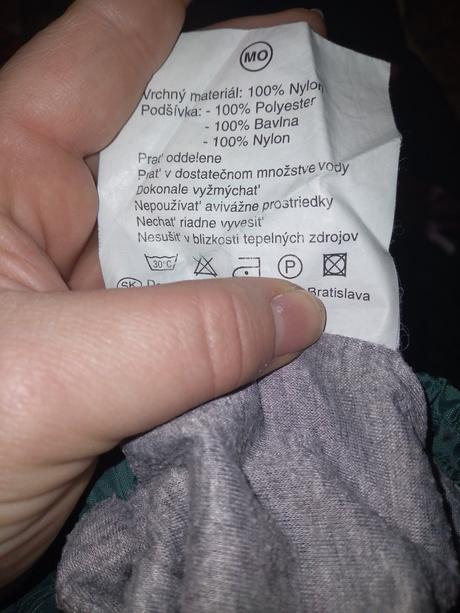 MO
Vrchný materiál: 100% Nylon
Podšívka: - 100% Polyester
- 100% Bavlna
- 100% Nylon
Prať oddelene
Prať v dostatočnom množstve vody
Dokonale vyžmýchať
Nepoužívať avivážne prostriedky
Nechať riadne vyvesiť
Nesušiť v blízkosti tepelných zdrojov
30°C P
SK Bratislava